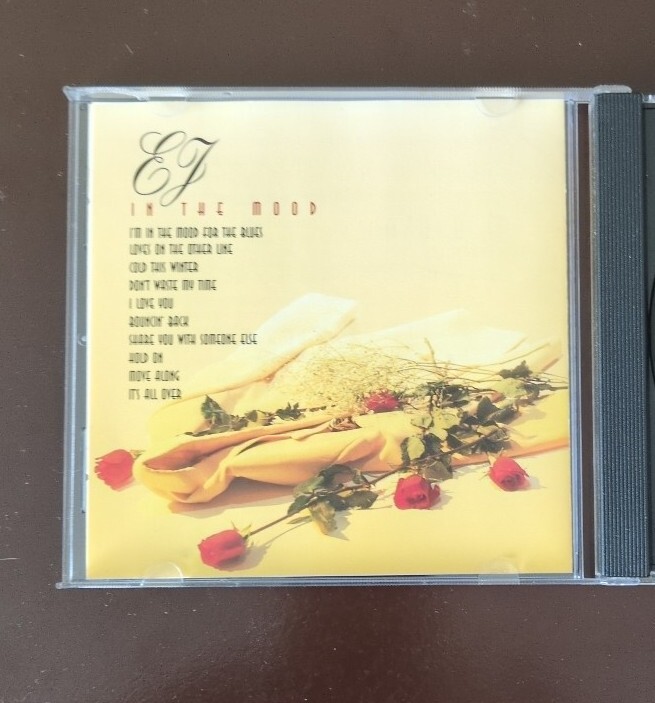 EJ
IN THE MOOD
I'M IN THE MOOD FOR THE BLUES
LOVES ON THE OTHER LINE
COLD THIS WINTER
DON'T WASTE MY TIME
I LOVE YOU
BOUNCIN' BACK
SHARE YOU WITH SOMEONE ELSE
HOLD ON
MOVE ALONG
IT'S ALL OVER